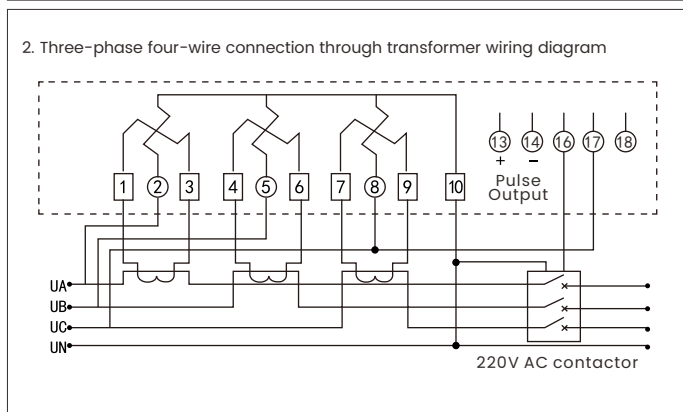 2. Three-phase four-wire connection through transformer wiring diagram
13 14 16 17 18
+ −
Pulse
Output
1 2 3 4 5 6 7 8 9 10
UA
UB
UC
UN
220V AC contactor